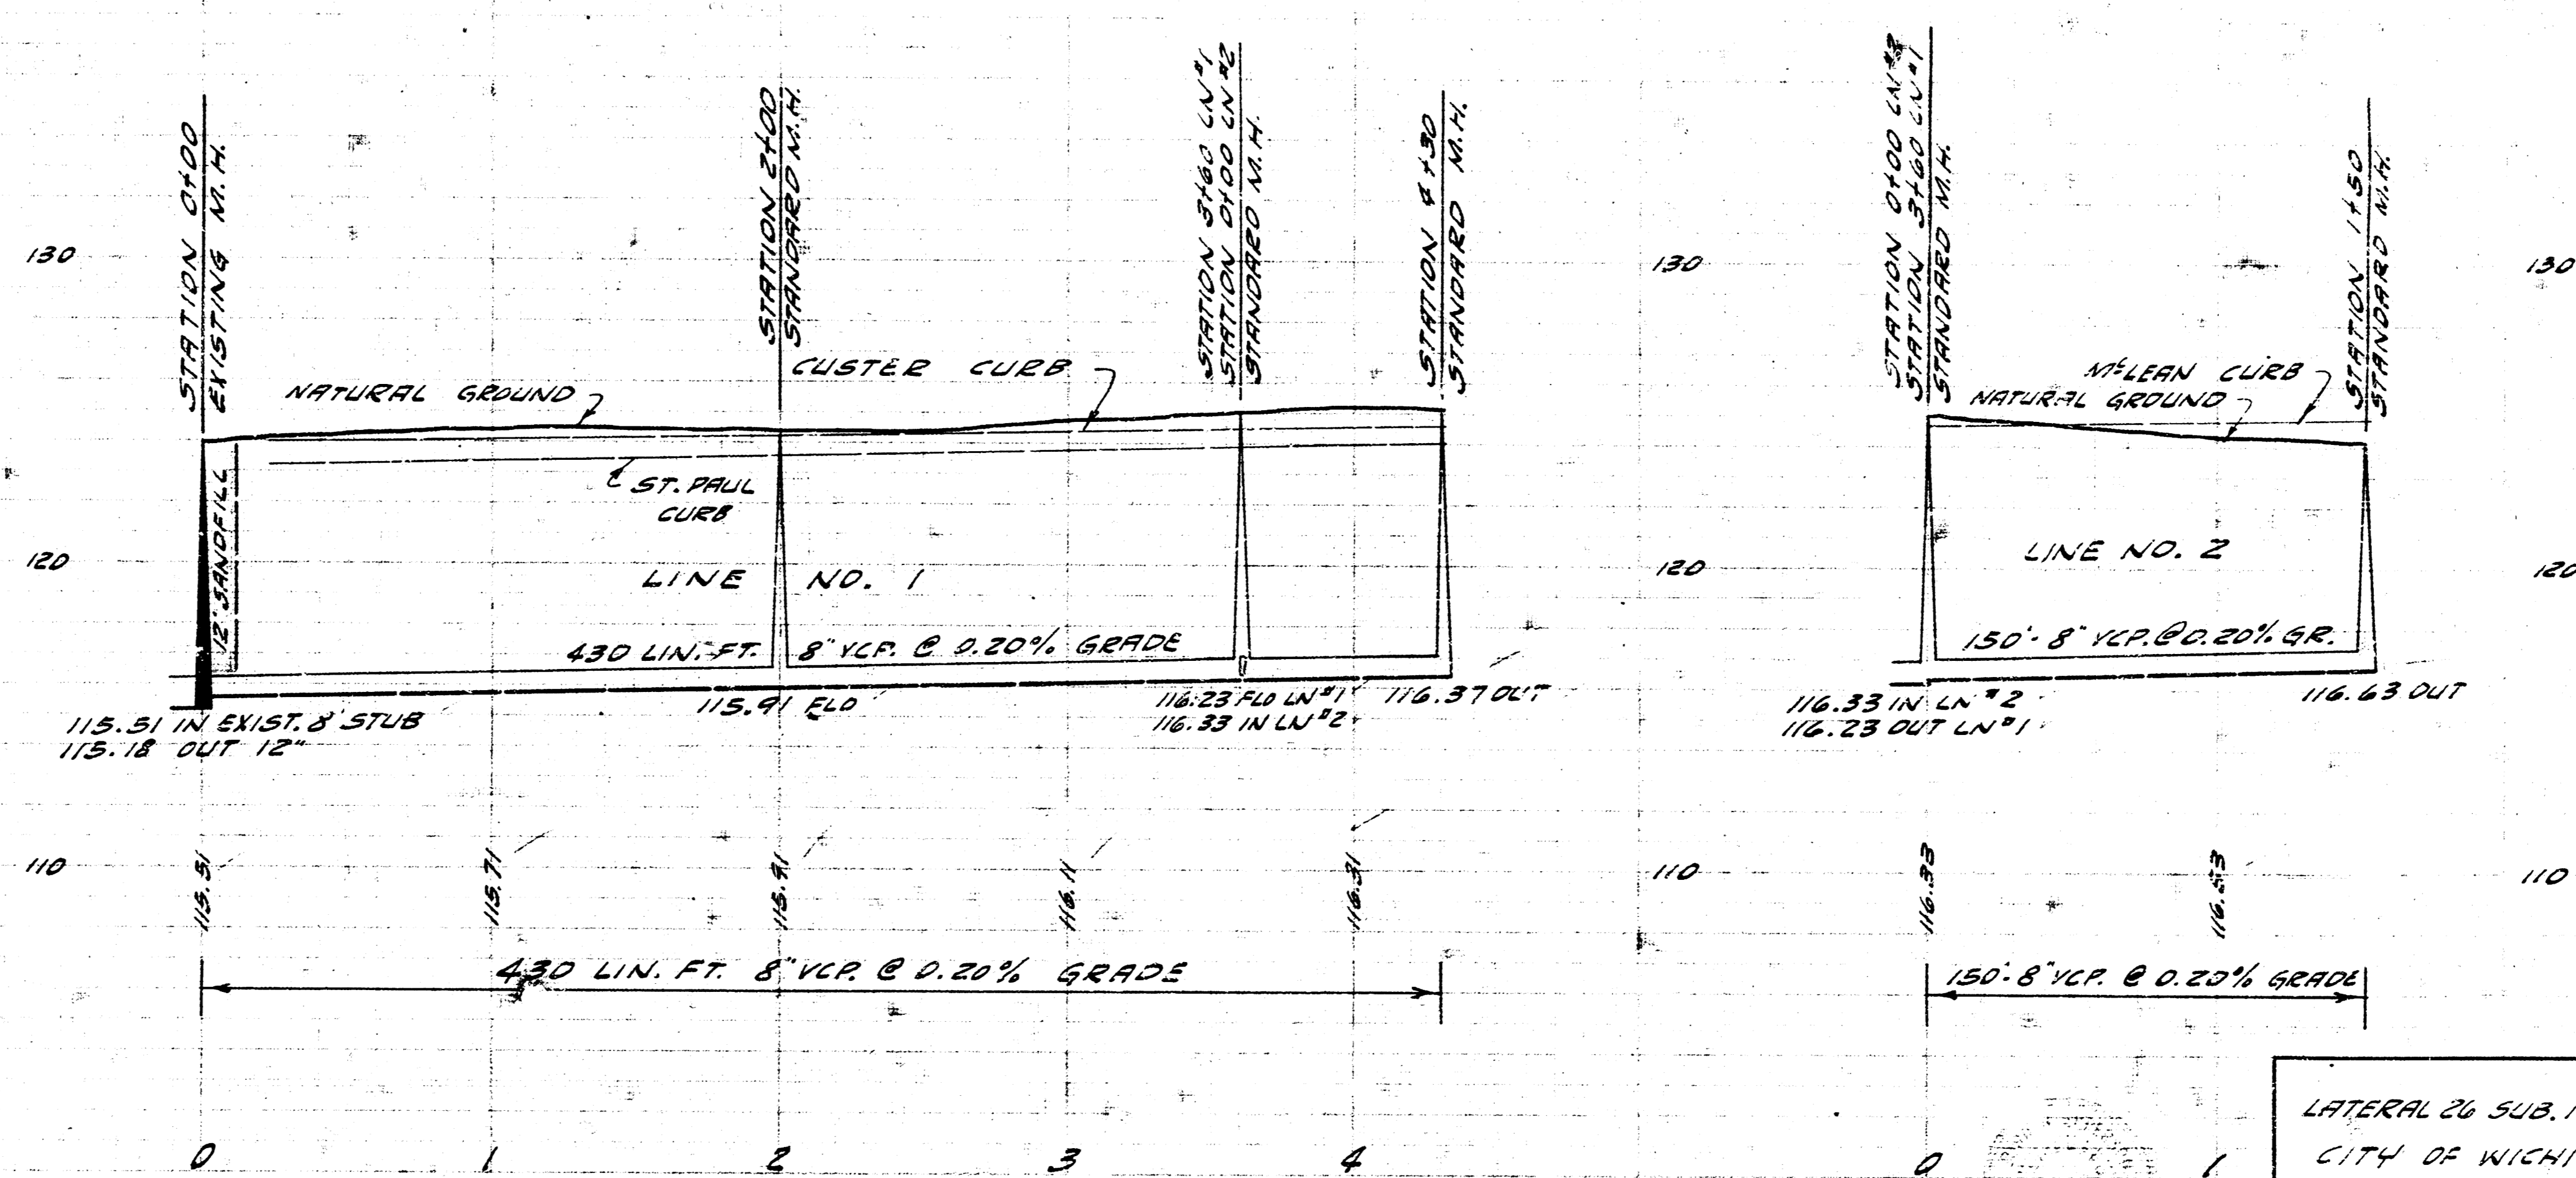 STATION 0+00
EXISTING M.H.
STATION 2+00
STANDARD M.H.
STATION 3+60 LN#1
STATION 0+00 LN #2
STANDARD M.H.
STATION 4+30
STANDARD M.H.
STATION 0+00 LN#2
STATION 3+60 LN#1
STANDARD M.H.
STATION 1+50
STANDARD M.H.
130
130
130
NATURAL GROUND
CUSTER CURB
McLEAN CURB
NATURAL GROUND
12" SANDFILL
ST. PAUL
CURB
120
120
120
LINE NO. 1
LINE NO. 2
430 LIN. FT. 8" VCP. @ 0.20% GRADE
150'- 8" VCP. @ 0.20% GR.
115.51 IN EXIST. 8" STUB
115.18 OUT 12"
115.91 FLO
116.23 FLO LN#1
116.33 IN LN#2
116.37 OUT
116.33 IN LN #2
116.23 OUT LN#1
116.63 OUT
110
110
110
115.51
115.71
115.91
116.11
116.31
116.33
116.53
430 LIN. FT. 8" VCP. @ 0.20% GRADE
150'- 8" VCP. @ 0.20% GRADE
0 1 2 3 4
0 1
LATERAL 26 SUB.
CITY OF WICHI